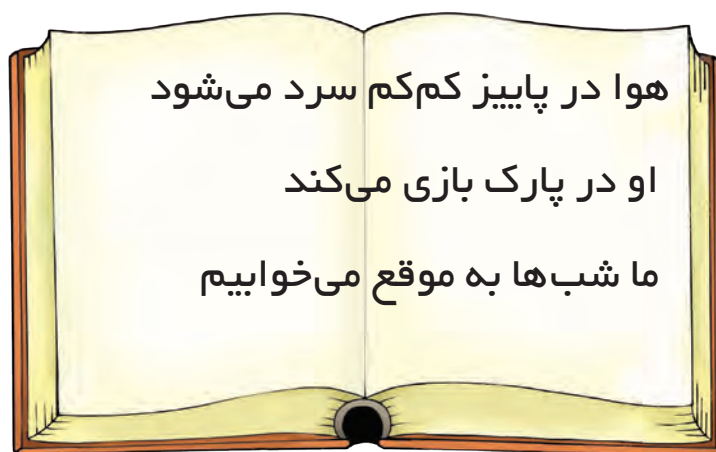 هوا در پاییز کم‌کم سرد می‌شود
او در پارک بازی می‌کند
ما شب‌ها به موقع می‌خوابیم